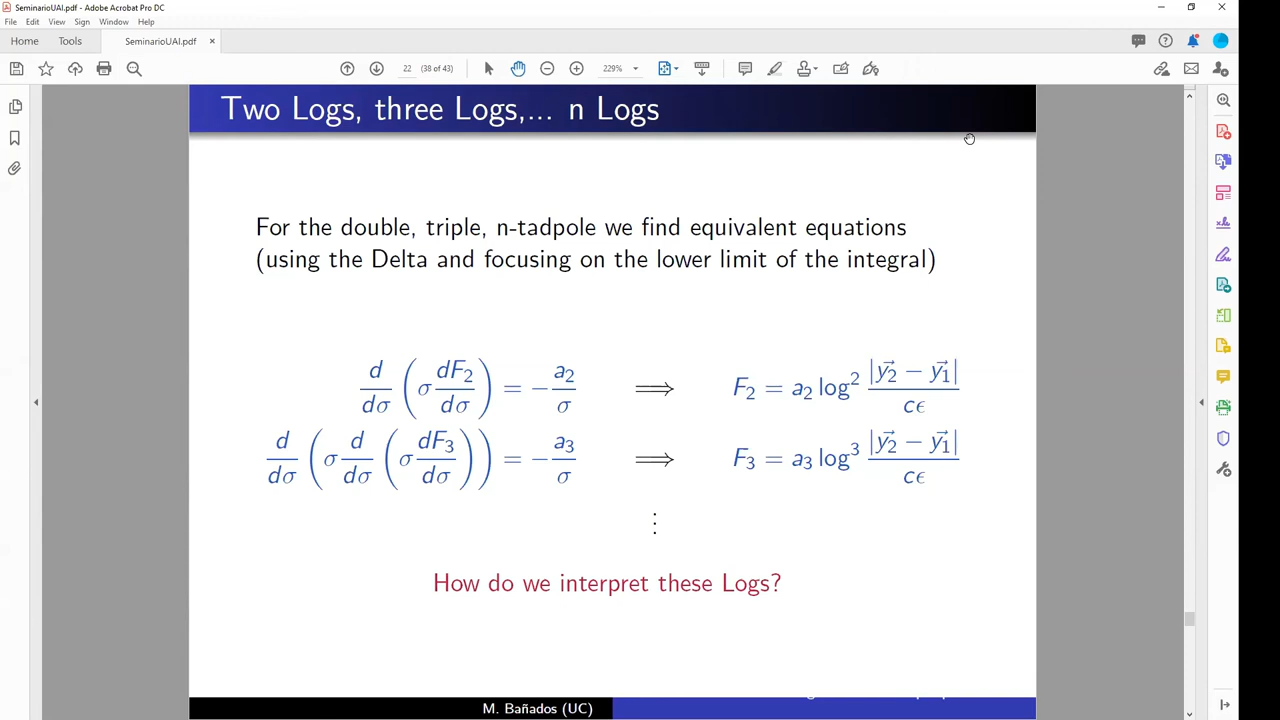 SeminarioUAI.pdf - Adobe Acrobat Pro DC
File Edit View Sign Window Help
Home Tools SeminarioUAI.pdf ×
22 (38 of 43) 229%
Two Logs, three Logs,... n Logs
For the double, triple, n-tadpole we find equivalent equations
(using the Delta and focusing on the lower limit of the integral)
d/dσ (σ dF₂/dσ) = −a₂/σ ⟹ F₂ = a₂ log² |y⃗₂ − y⃗₁|/cϵ
d/dσ (σ d/dσ (σ dF₃/dσ)) = −a₃/σ ⟹ F₃ = a₃ log³ |y⃗₂ − y⃗₁|/cϵ
⋮
How do we interpret these Logs?
M. Bañados (UC)